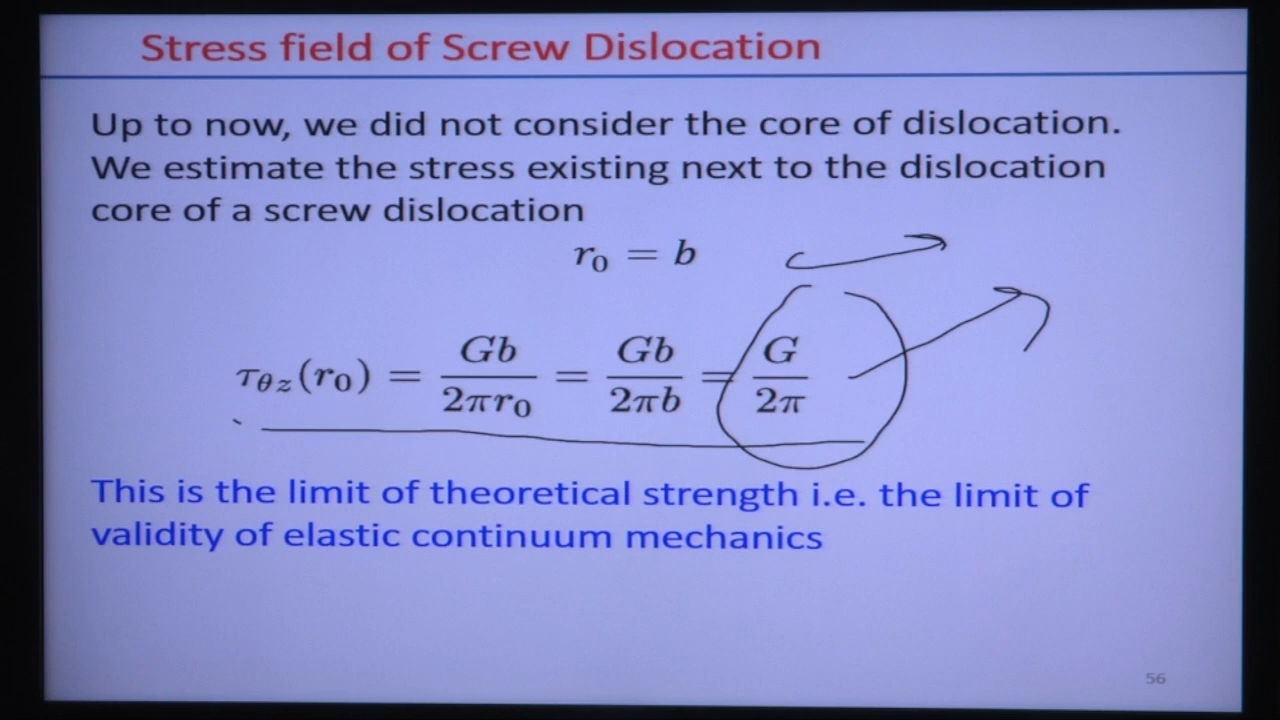 Stress field of Screw Dislocation
Up to now, we did not consider the core of dislocation.
We estimate the stress existing next to the dislocation
core of a screw dislocation
r₀ = b
τ_θz(r₀) = Gb/2πr₀ = Gb/2πb = G/2π
This is the limit of theoretical strength i.e. the limit of
validity of elastic continuum mechanics
56